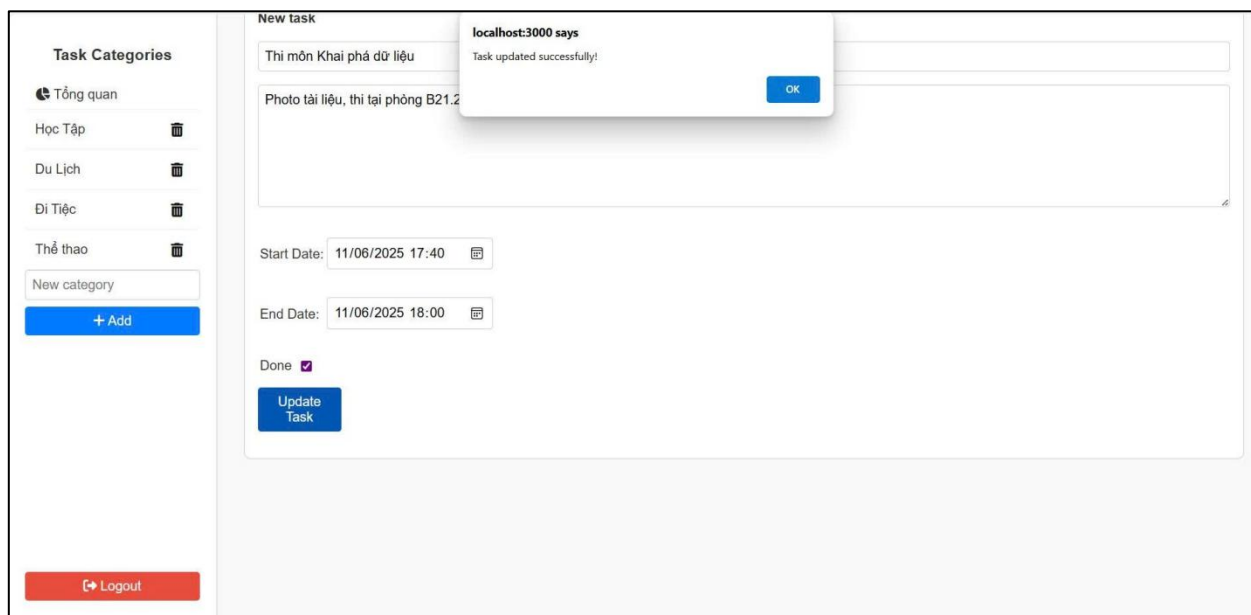 Task Categories
Tổng quan
Học Tập
Du Lịch
Đi Tiệc
Thể thao
New category
+ Add
Logout
New task
Thi môn Khai phá dữ liệu
Photo tài liệu, thi tại phòng B21.2
Start Date: 11/06/2025 17:40
End Date: 11/06/2025 18:00
Done
Update
Task
localhost:3000 says
Task updated successfully!
OK